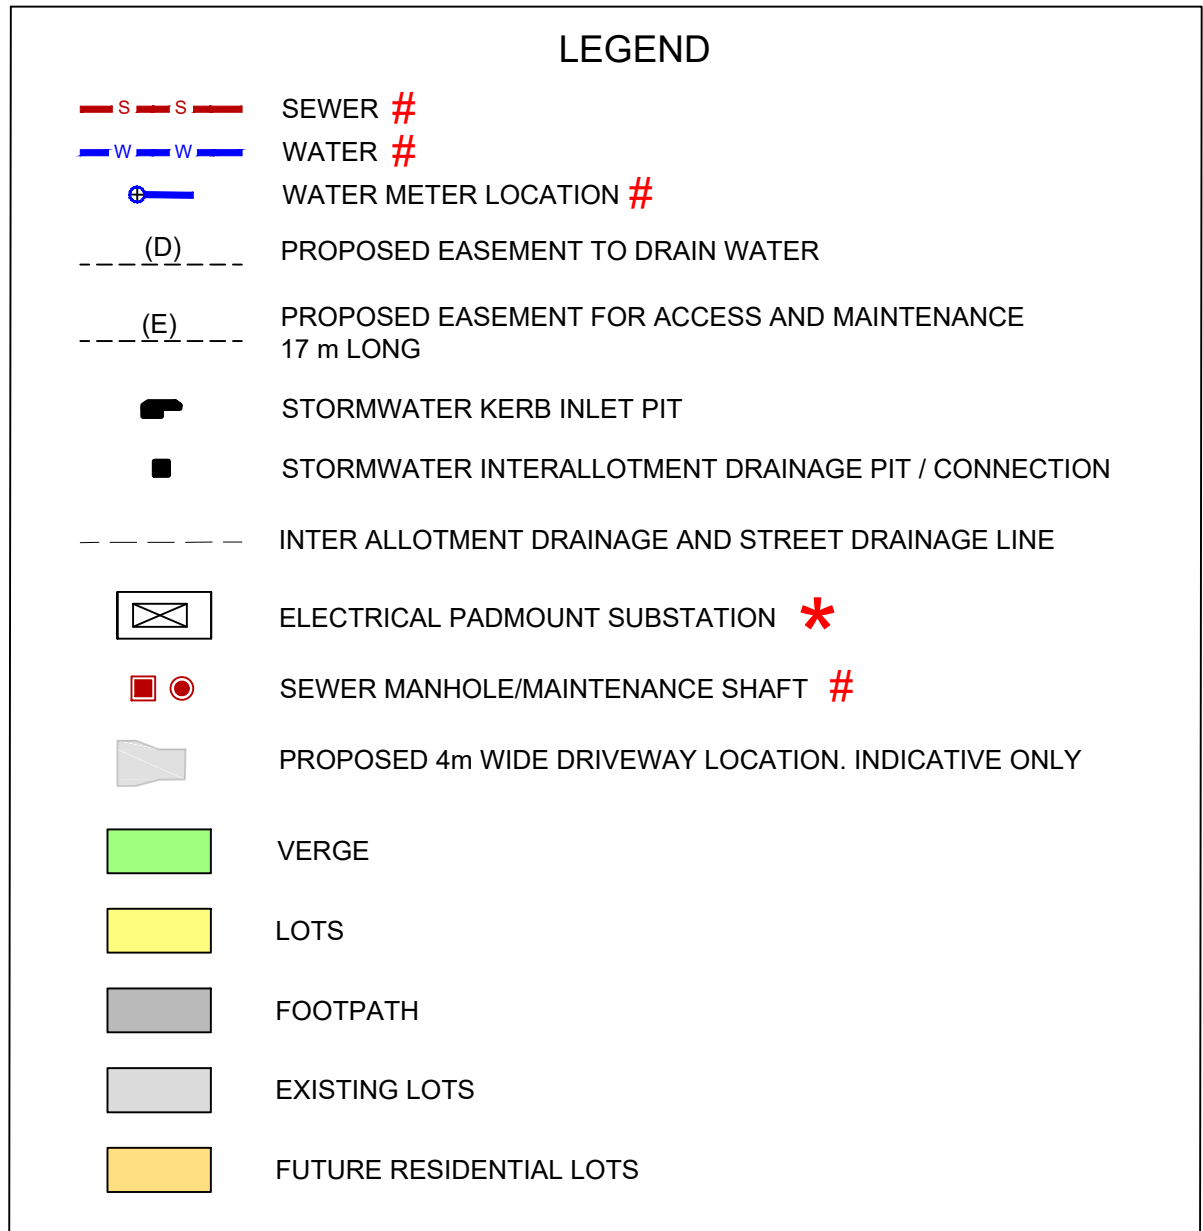 LEGEND
S S SEWER #
W W WATER #
WATER METER LOCATION #
(D) PROPOSED EASEMENT TO DRAIN WATER
(E) PROPOSED EASEMENT FOR ACCESS AND MAINTENANCE
17 m LONG
STORMWATER KERB INLET PIT
STORMWATER INTERALLOTMENT DRAINAGE PIT / CONNECTION
INTER ALLOTMENT DRAINAGE AND STREET DRAINAGE LINE
ELECTRICAL PADMOUNT SUBSTATION *
SEWER MANHOLE/MAINTENANCE SHAFT #
PROPOSED 4m WIDE DRIVEWAY LOCATION. INDICATIVE ONLY
VERGE
LOTS
FOOTPATH
EXISTING LOTS
FUTURE RESIDENTIAL LOTS